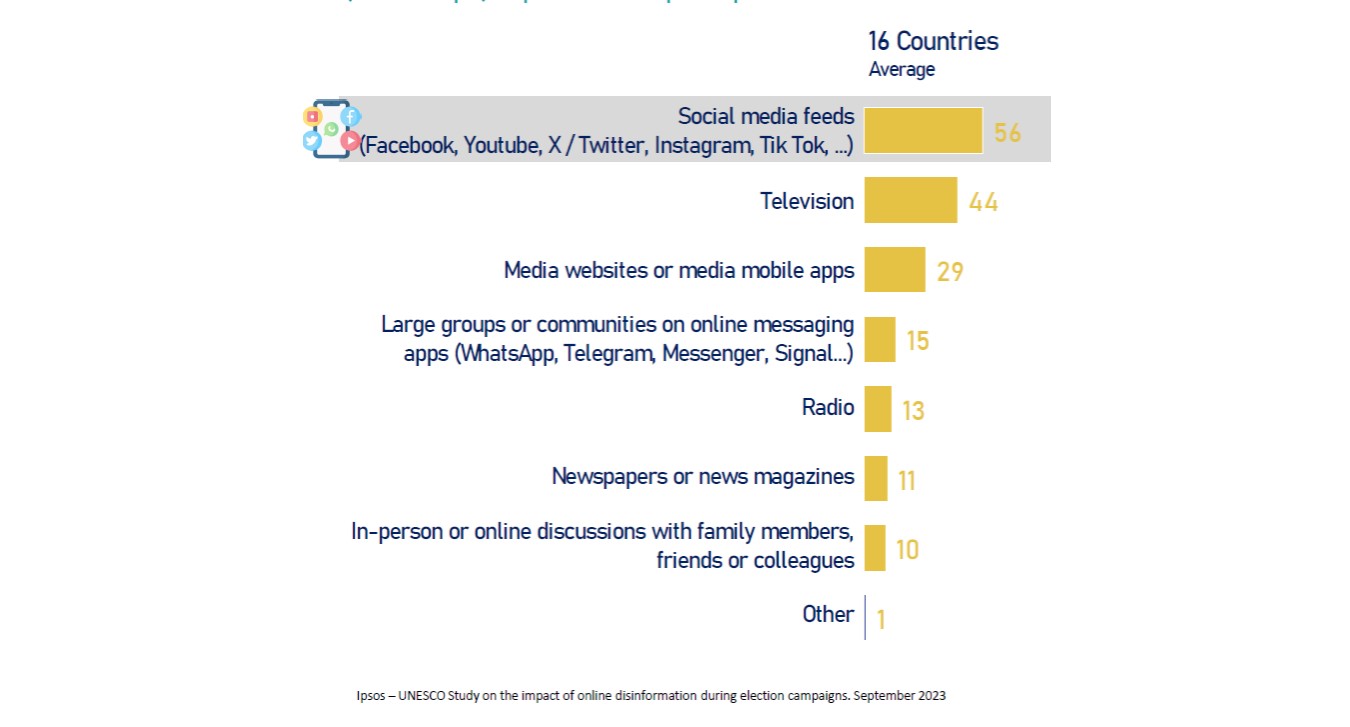 16 Countries
Average
Social media feeds
(Facebook, Youtube, X / Twitter, Instagram, Tik Tok, ...)
56
Television
44
Media websites or media mobile apps
29
Large groups or communities on online messaging
apps (WhatsApp, Telegram, Messenger, Signal...)
15
Radio
13
Newspapers or news magazines
11
In-person or online discussions with family members,
friends or colleagues
10
Other
1
Ipsos – UNESCO Study on the impact of online disinformation during election campaigns. September 2023